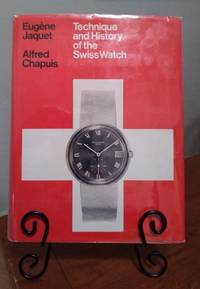 Eugène
Jaquet
Alfred
Chapuis
Technique
and History
of the
Swiss Watch